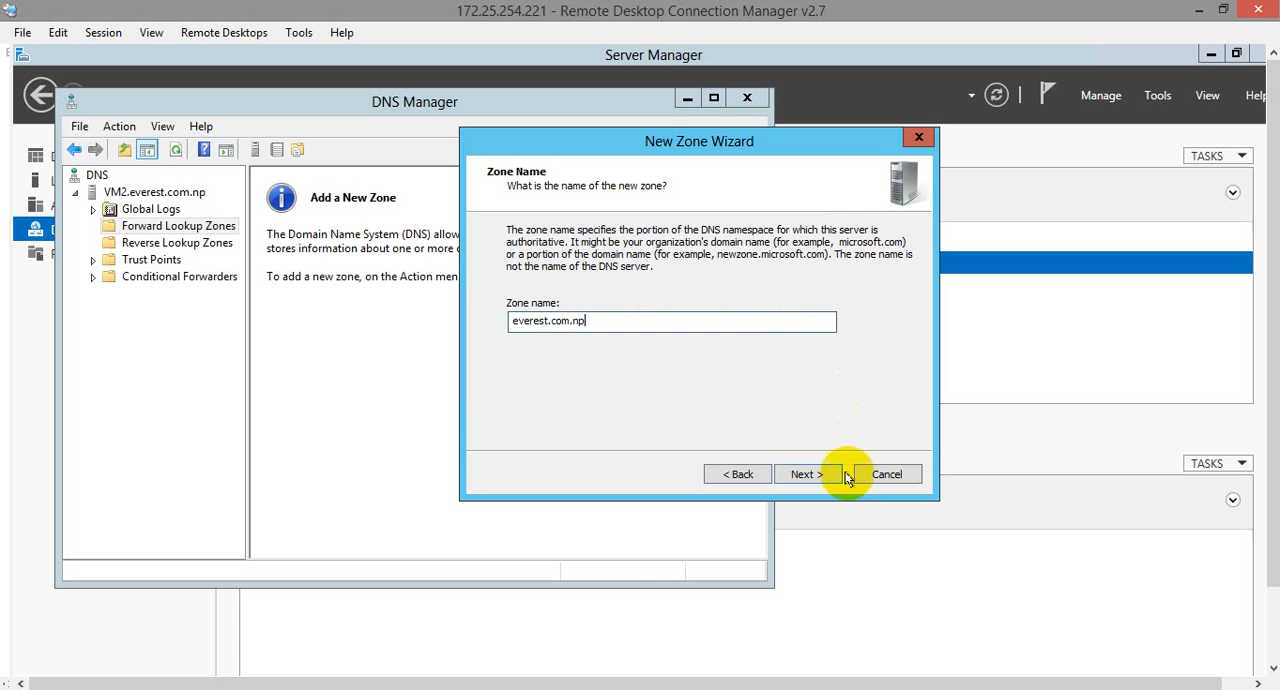 172.25.254.221 - Remote Desktop Connection Manager v2.7
File Edit Session View Remote Desktops Tools Help
Server Manager
Manage Tools View Help
DNS Manager
File Action View Help
DNS
VM2.everest.com.np
Global Logs
Forward Lookup Zones
Reverse Lookup Zones
Trust Points
Conditional Forwarders
Add a New Zone
The Domain Name System (DNS) allow
stores information about one or more
To add a new zone, on the Action men
New Zone Wizard
Zone Name
What is the name of the new zone?
The zone name specifies the portion of the DNS namespace for which this server is
authoritative. It might be your organization's domain name (for example, microsoft.com)
or a portion of the domain name (for example, newzone.microsoft.com). The zone name is
not the name of the DNS server.
Zone name:
everest.com.np
< Back Next > Cancel
TASKS
TASKS